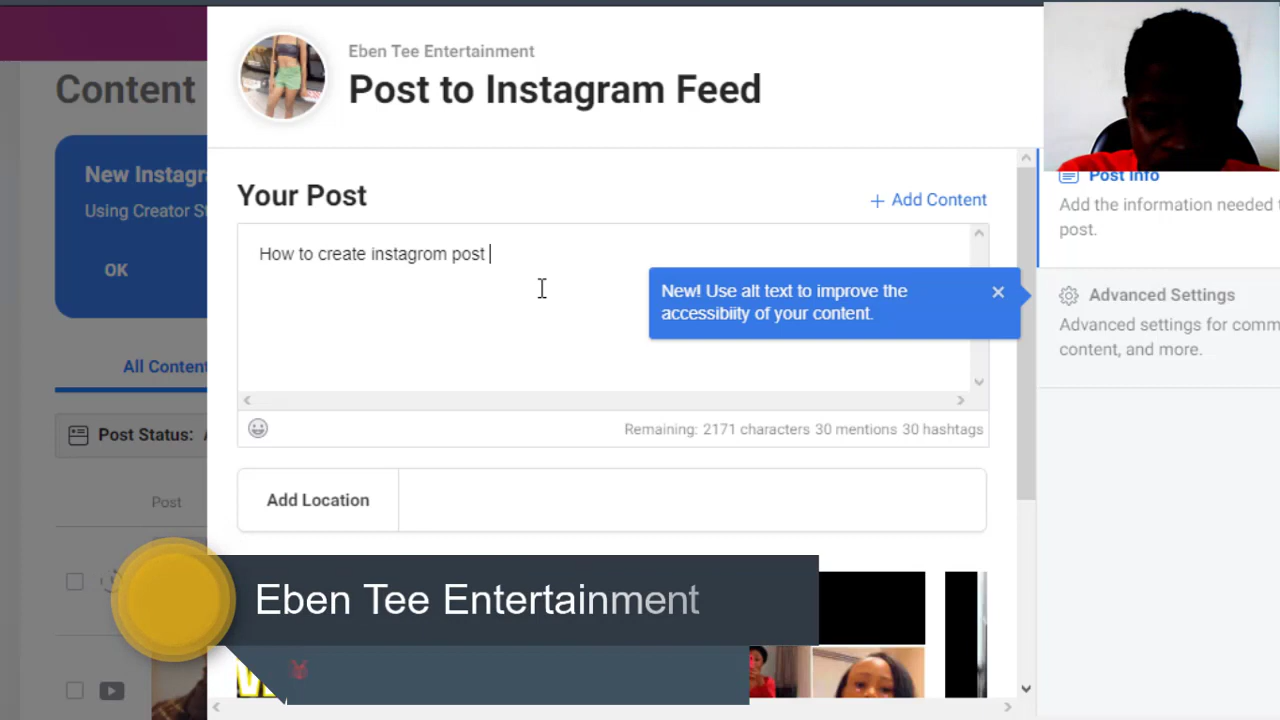 Eben Tee Entertainment
Post to Instagram Feed
Content
New Instagra
Using Creator St
OK
All Content
Post Status:
Post
Your Post
+ Add Content
How to create instagrom post
New! Use alt text to improve the
accessibiity of your content.
Remaining: 2171 characters 30 mentions 30 hashtags
Add Location
Post Info
Add the information needed t
post.
Advanced Settings
Advanced settings for comm
content, and more.
Eben Tee Entertainment